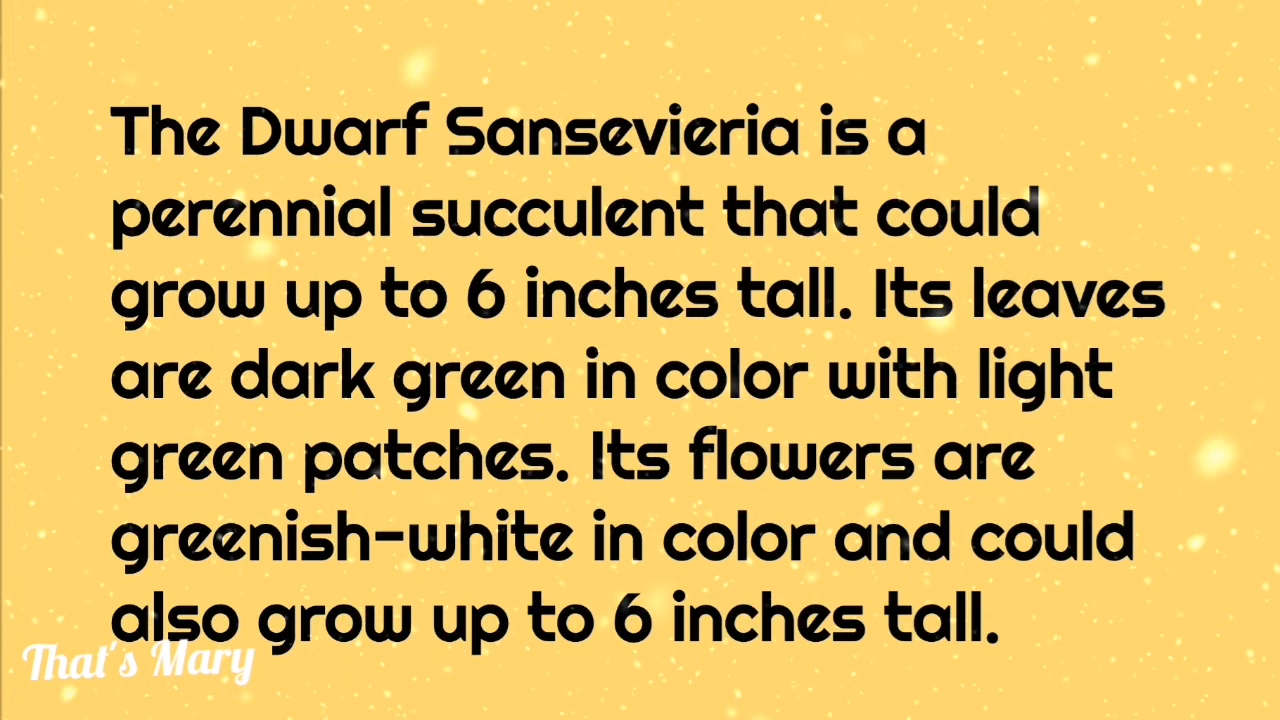 The Dwarf Sansevieria is a
perennial succulent that could
grow up to 6 inches tall. Its leaves
are dark green in color with light
green patches. Its flowers are
greenish-white in color and could
also grow up to 6 inches tall.
That's Mary